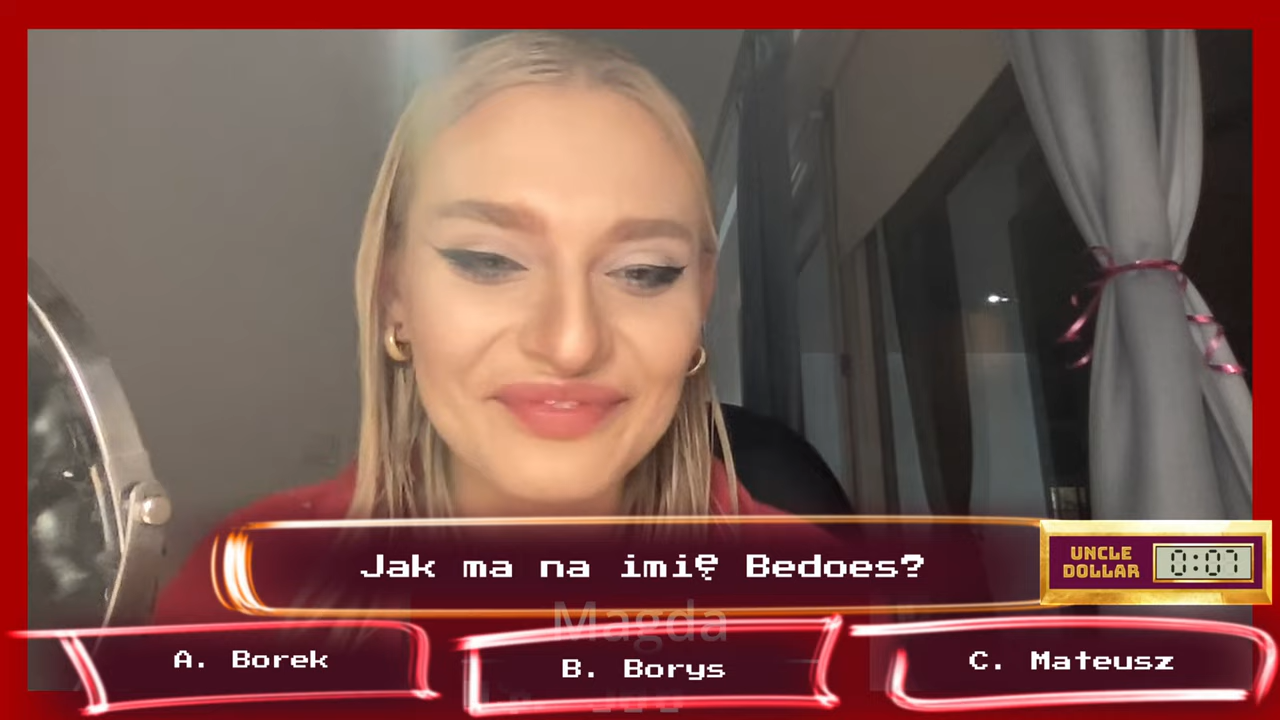 Jak ma na imię Bedoes?
UNCLE
DOLLAR
0:07
Magda
A. Borek
B. Borys
C. Mateusz